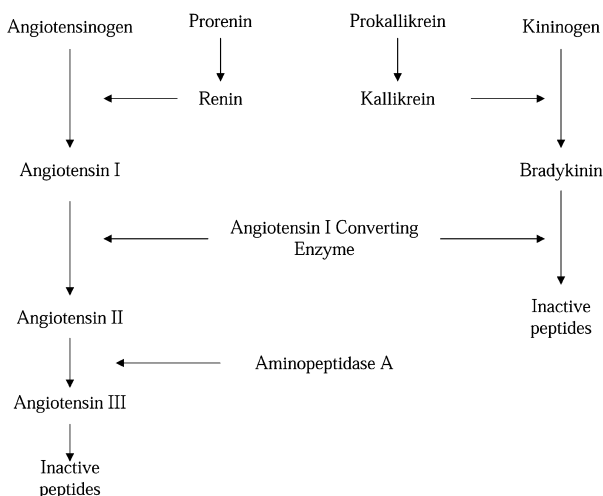 Angiotensinogen
Prorenin
Prokallikrein
Kininogen
Renin
Kallikrein
Angiotensin I
Bradykinin
Angiotensin I Converting
Enzyme
Angiotensin II
Inactive
peptides
Aminopeptidase A
Angiotensin III
Inactive
peptides